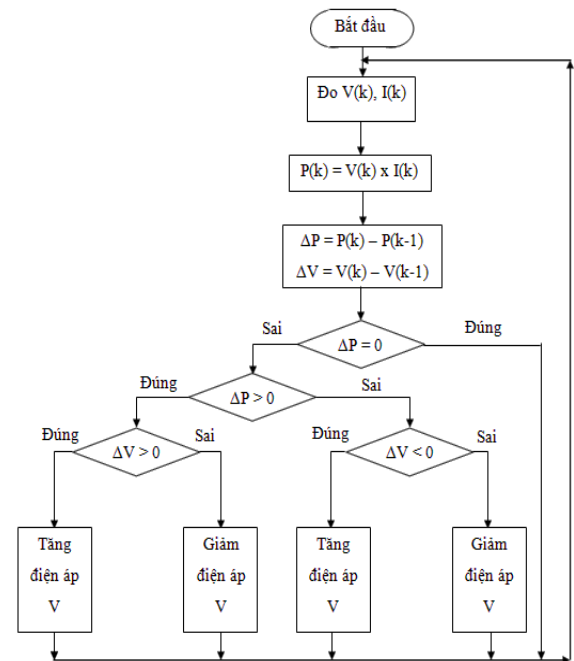 Bắt đầu
Đo V(k), I(k)
P(k) = V(k) x I(k)
ΔP = P(k) – P(k-1)
ΔV = V(k) – V(k-1)
Sai
Đúng
ΔP = 0
Đúng
Sai
ΔP > 0
Đúng
Sai
Đúng
Sai
ΔV > 0
ΔV < 0
Tăng
điện áp
V
Giảm
điện áp
V
Tăng
điện áp
V
Giảm
điện áp
V